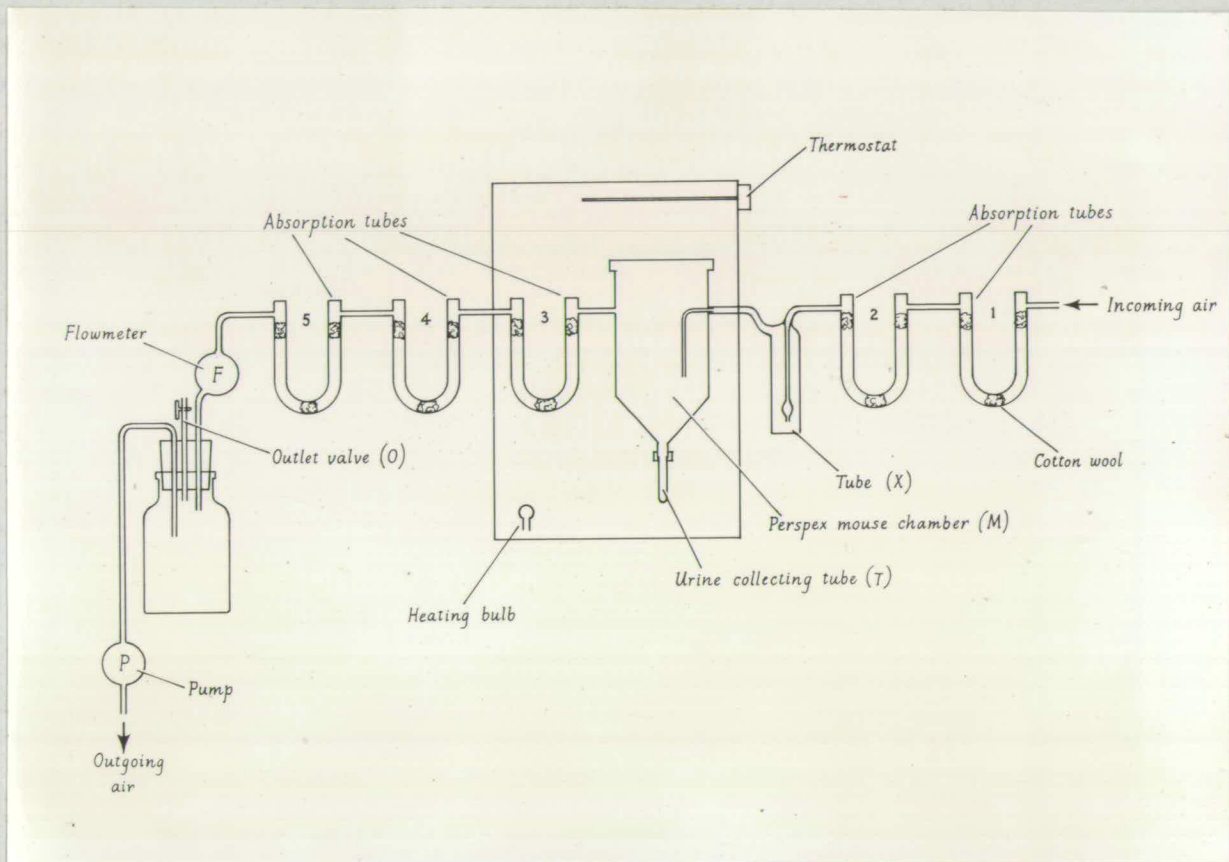 Thermostat
Absorption tubes
Absorption tubes
5
4
3
2
1
Incoming air
Flowmeter
F
Outlet valve (O)
Cotton wool
Tube (X)
Perspex mouse chamber (M)
Urine collecting tube (T)
Heating bulb
P
Pump
Outgoing
air